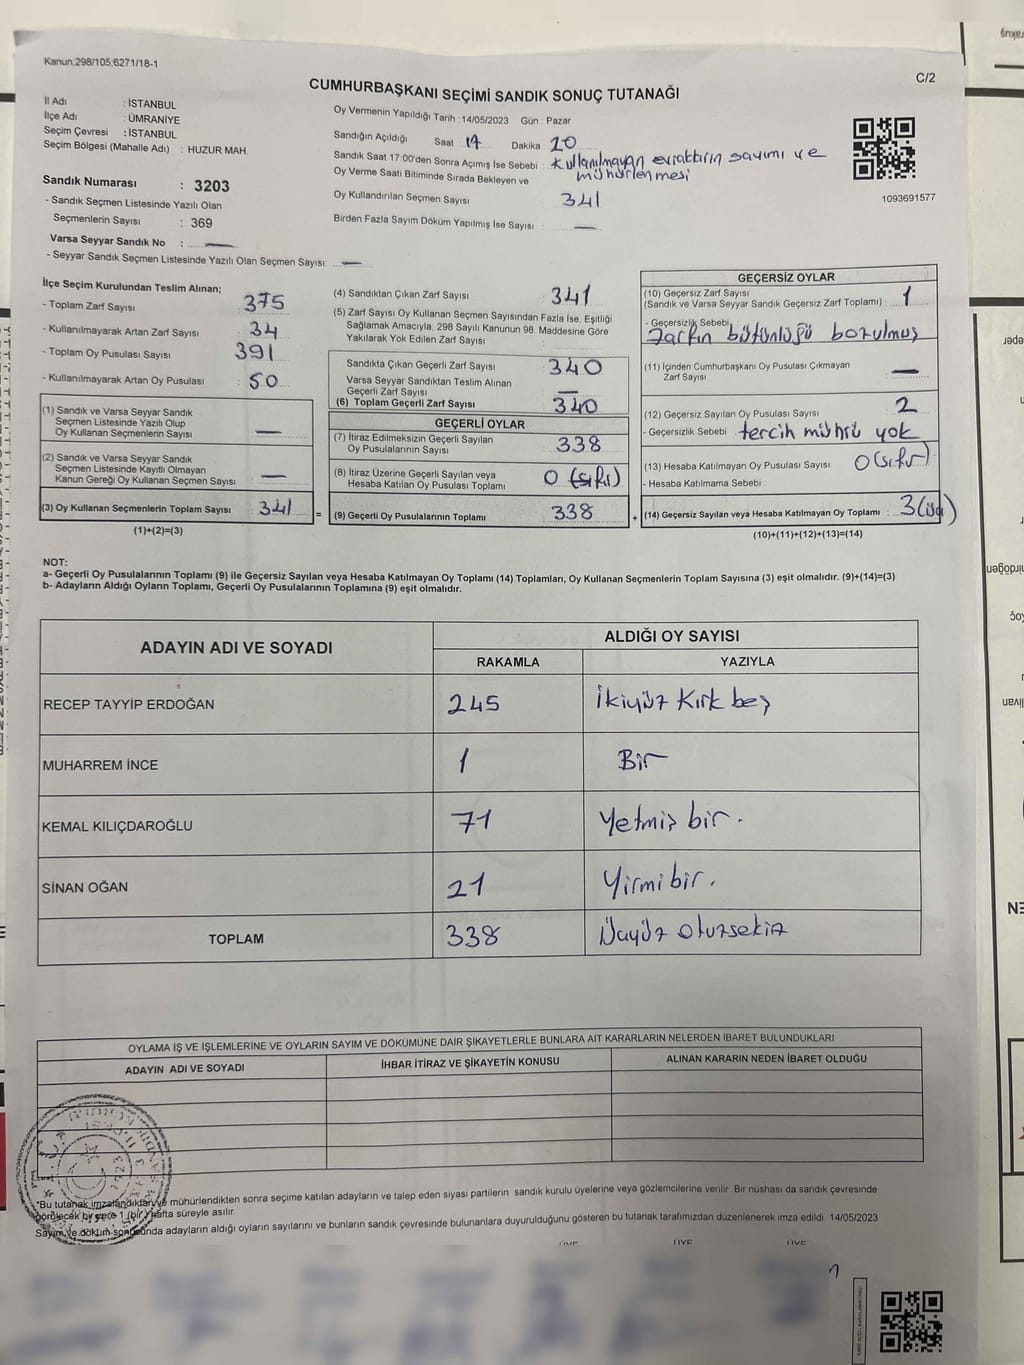 Kanun,298/105;6271/18-1
C/2
CUMHURBAŞKANI SEÇİMİ SANDIK SONUÇ TUTANAĞI
İl Adı : İSTANBUL
İlçe Adı : ÜMRANİYE
Seçim Çevresi : İSTANBUL
Seçim Bölgesi (Mahalle Adı) : HUZUR MAH.
Sandık Numarası : 3203
- Sandık Seçmen Listesinde Yazılı Olan
Seçmenlerin Sayısı : 369
Varsa Seyyar Sandık No : —
- Seyyar Sandık Seçmen Listesinde Yazılı Olan Seçmen Sayısı: —
Oy Vermenin Yapıldığı Tarih : 14/05/2023 Gün : Pazar
Sandığın Açıldığı Saat 17 Dakika : 20
Sandık Saat 17:00'den Sonra Açımış İse Sebebi : Kullanılmayan evrakların sayımı ve
mühürlenmesi
Oy Verme Saati Bitiminde Sırada Bekleyen ve
Oy Kullandırılan Seçmen Sayısı 341
Birden Fazla Sayım Döküm Yapılmış İse Sayısı : —
1093691577
İlçe Seçim Kurulundan Teslim Alınan;
- Toplam Zarf Sayısı 375
- Kullanılmayarak Artan Zarf Sayısı : 34
- Toplam Oy Pusulası Sayısı 391
- Kullanılmayarak Artan Oy Pusulası : 50
(1) Sandık ve Varsa Seyyar Sandık
Seçmen Listesinde Yazılı Olup
Oy Kullanan Seçmenlerin Sayısı : —
(2) Sandık ve Varsa Seyyar Sandık
Seçmen Listesinde Kayıtlı Olmayan
Kanun Gereği Oy Kullanan Seçmen Sayısı : —
(3) Oy Kullanan Seçmenlerin Toplam Sayısı : 341
(1)+(2)=(3)
(4) Sandıktan Çıkan Zarf Sayısı 341
(5) Zarf Sayısı Oy Kullanan Seçmen Sayısından Fazla İse, Eşitliği
Sağlamak Amacıyla; 298 Sayılı Kanunun 98. Maddesine Göre
Yakılarak Yok Edilen Zarf Sayısı
Sandıkta Çıkan Geçerli Zarf Sayısı : 340
Varsa Seyyar Sandıktan Teslim Alınan
Geçerli Zarf Sayısı —
(6) Toplam Geçerli Zarf Sayısı : 340
GEÇERLİ OYLAR
(7) İtiraz Edilmeksizin Geçerli Sayılan
Oy Pusulalarının Sayısı : 338
(8) İtiraz Üzerine Geçerli Sayılan veya
Hesaba Katılan Oy Pusulası Toplamı : 0 (sıfır)
= (9) Geçerli Oy Pusulalarının Toplamı 338
GEÇERSİZ OYLAR
(10) Geçersiz Zarf Sayısı
(Sandık ve Varsa Seyyar Sandık Geçersiz Zarf Toplamı) : 1
- Geçersizlik Sebebi
Zarfın bütünlüğü bozulmuş
(11) İçinden Cumhurbaşkanı Oy Pusulası Çıkmayan
Zarf Sayısı —
(12) Geçersiz Sayılan Oy Pusulası Sayısı 2
- Geçersizlik Sebebi tercih mührü yok
(13) Hesaba Katılmayan Oy Pusulası Sayısı 0 (sıfır)
- Hesaba Katılmama Sebebi
+ (14) Geçersiz Sayılan veya Hesaba Katılmayan Oy Toplamı : 3 (üç)
(10)+(11)+(12)+(13)=(14)
NOT:
a- Geçerli Oy Pusulalarının Toplamı (9) ile Geçersiz Sayılan veya Hesaba Katılmayan Oy Toplamı (14) Toplamları, Oy Kullanan Seçmenlerin Toplam Sayısına (3) eşit olmalıdır. (9)+(14)=(3)
b- Adayların Aldığı Oyların Toplamı, Geçerli Oy Pusulalarının Toplamına (9) eşit olmalıdır.
ADAYIN ADI VE SOYADI ALDIĞI OY SAYISI
RAKAMLA YAZIYLA
RECEP TAYYİP ERDOĞAN 245 İkiyüz Kırk beş
MUHARREM İNCE 1 Bir
KEMAL KILIÇDAROĞLU 71 Yetmiş bir.
SİNAN OĞAN 21 Yirmi bir.
TOPLAM 338 Üçyüz otuzsekiz
OYLAMA İŞ VE İŞLEMLERİNE VE OYLARIN SAYIM VE DÖKÜMÜNE DAİR ŞİKAYETLERLE BUNLARA AİT KARARLARIN NELERDEN İBARET BULUNDUKLARI
ADAYIN ADI VE SOYADI İHBAR İTİRAZ VE ŞİKAYETİN KONUSU ALINAN KARARIN NEDEN İBARET OLDUĞU
*Bu tutanak imzalandıktan ve mühürlendikten sonra seçime katılan adayların ve talep eden siyasi partilerin sandık kurulu üyelerine veya gözlemcilerine verilir. Bir nüshası da sandık çevresinde
görülecek bir yere 1 (bir) hafta süreyle asılır.
Sayım ve döküm sonucunda adayların aldığı oyların sayılarını ve bunların sandık çevresinde bulunanlara duyurulduğunu gösteren bu tutanak tarafımızdan düzenlenerek imza edildi. 14/05/2023
ÜYE ÜYE ÜYE